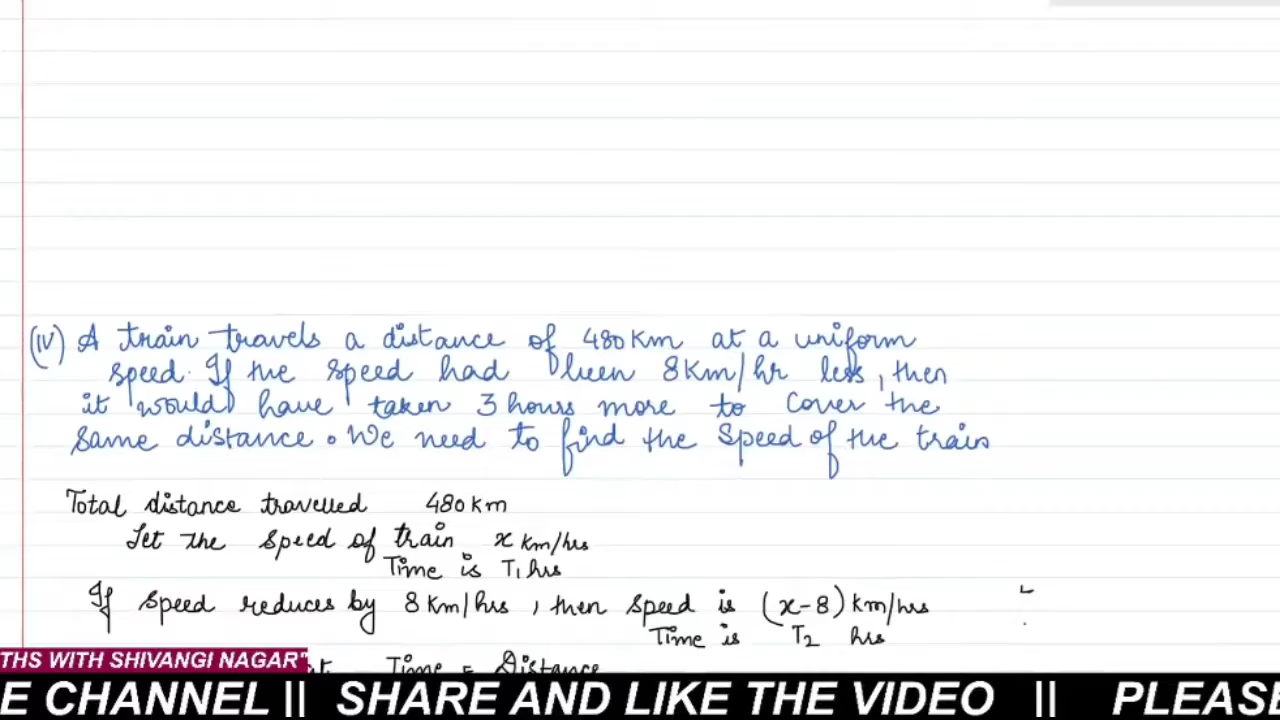 (IV) A train travels a distance of 480 Km at a uniform
speed. If the speed had been 8 Km/hr less, then
it would have taken 3 hours more to Cover the
Same distance. We need to find the Speed of the train
Total distance travelled 480 km
Let the speed of train x km/hrs
Time is T₁ hrs
If speed reduces by 8 Km/hrs, then speed is (x-8) km/hrs
Time is T₂ hrs
Time = Distance
THS WITH SHIVANGI NAGAR"
E CHANNEL || SHARE AND LIKE THE VIDEO || PLEASE